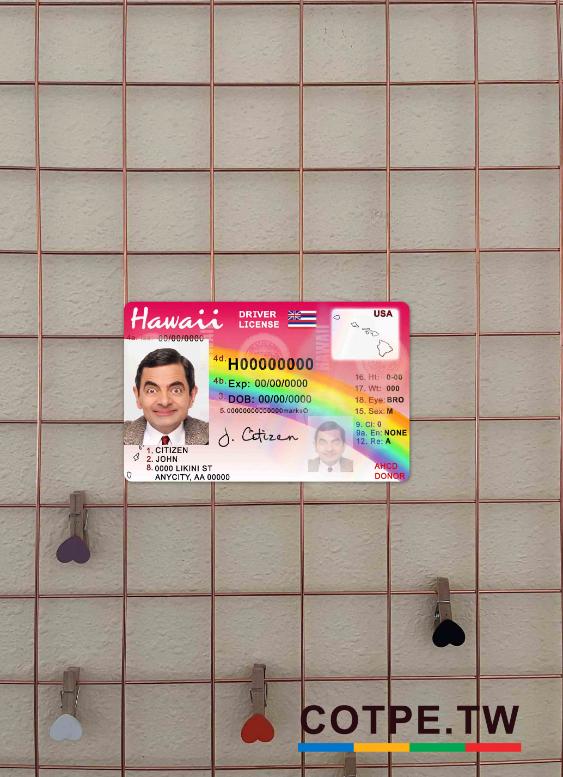 Hawaii
DRIVER
LICENSE
USA
00/00/0000
4d. H00000000
4b. Exp: 00/00/0000
3. DOB: 00/00/0000
5.0000000000000marksO
J. Citizen
1. CITIZEN
2. JOHN
8. 0000 LIKINI ST
ANYCITY, AA 00000
16. Ht: 0-00
17. Wt: 000
18. Eye: BRO
15. Sex: M
9. Cl: 0
9a. En: NONE
12. Re: A
AHCD
DONOR
COTPE.TW